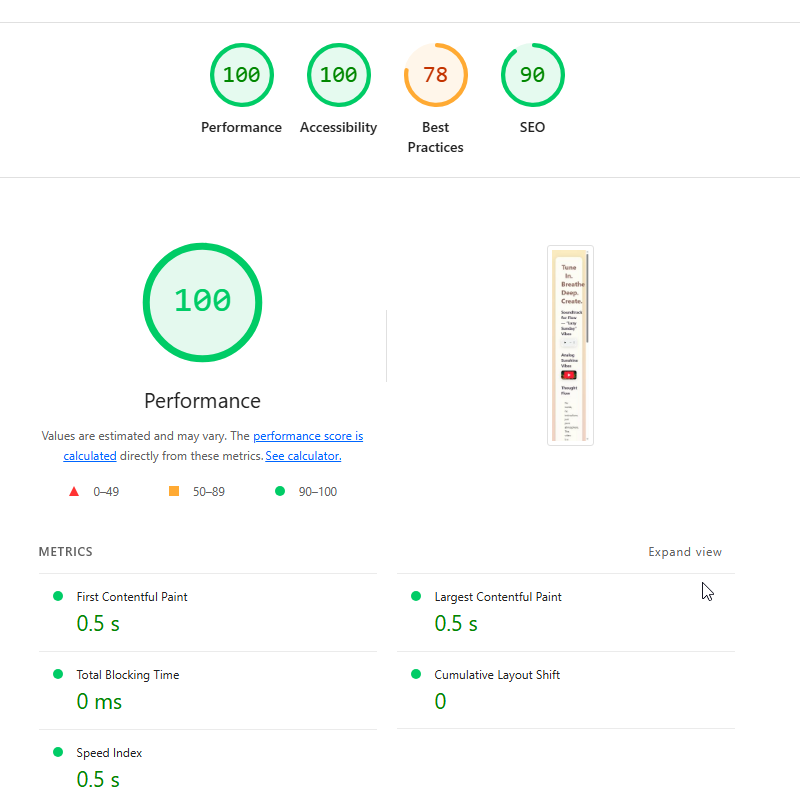 100
100
78
90
Performance
Accessibility
Best
Practices
SEO
100
Performance
Values are estimated and may vary. The performance score is
calculated directly from these metrics. See calculator.
0–49
50–89
90–100
Tune
In.
Breathe
Deep.
Create.
Soundtrack
for Flow
— "Lazy
Sunday"
Vibes
Analog
Sunshine
Vibes
Thought
Flow
METRICS
Expand view
First Contentful Paint
0.5 s
Largest Contentful Paint
0.5 s
Total Blocking Time
0 ms
Cumulative Layout Shift
0
Speed Index
0.5 s